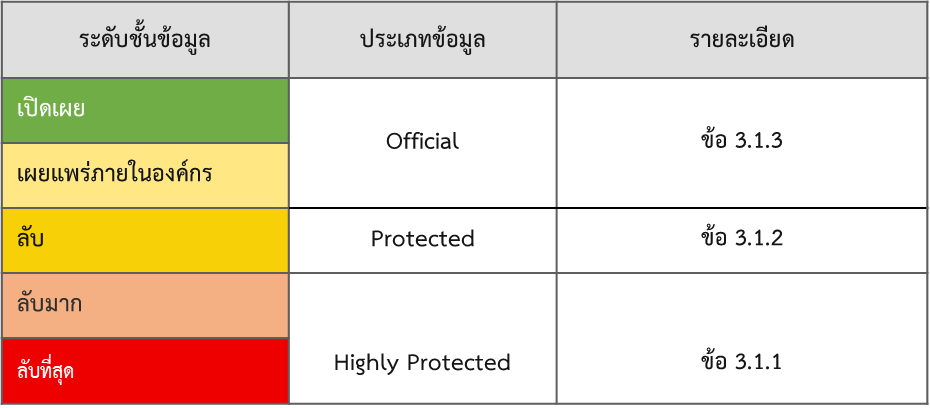 ระดับชั้นข้อมูล ประเภทข้อมูล รายละเอียด
เปิดเผย
Official ข้อ 3.1.3
เผยแพร่ภายในองค์กร
ลับ Protected ข้อ 3.1.2
ลับมาก
Highly Protected ข้อ 3.1.1
ลับที่สุด